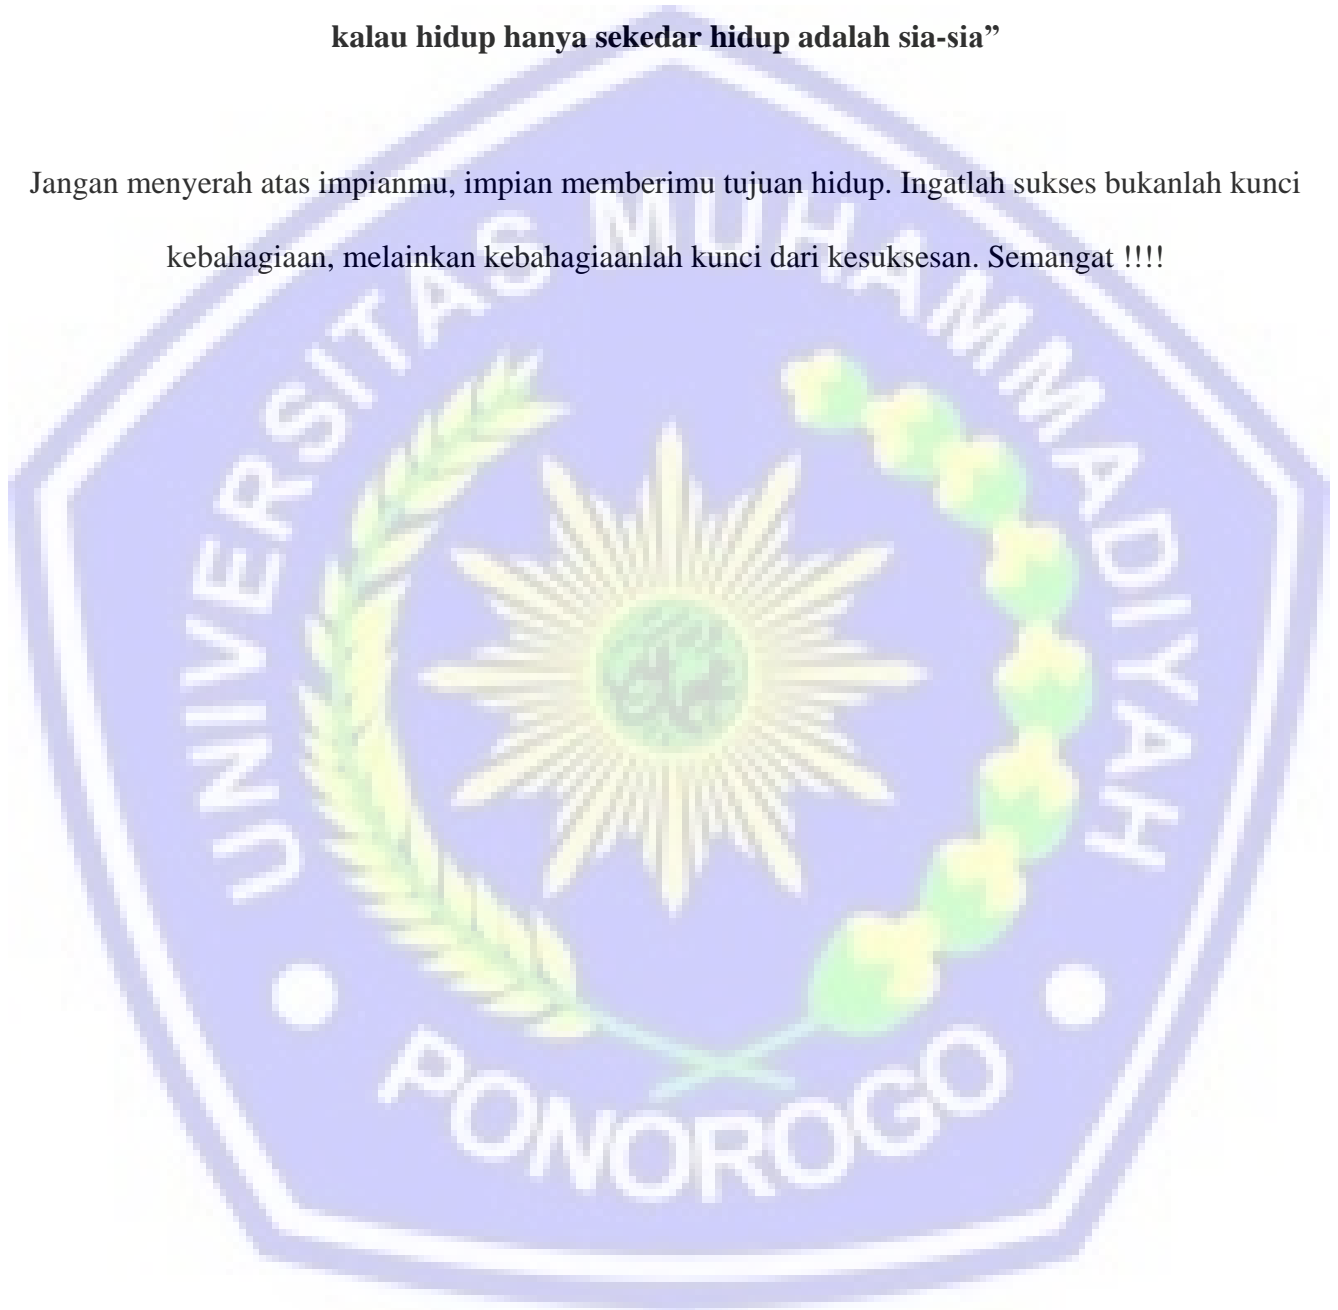 kalau hidup hanya sekedar hidup adalah sia-sia”
Jangan menyerah atas impianmu, impian memberimu tujuan hidup. Ingatlah sukses bukanlah kunci
kebahagiaan, melainkan kebahagiaanlah kunci dari kesuksesan. Semangat !!!!
UNIVERSITAS MUHAMMADIYAH
PONOROGO